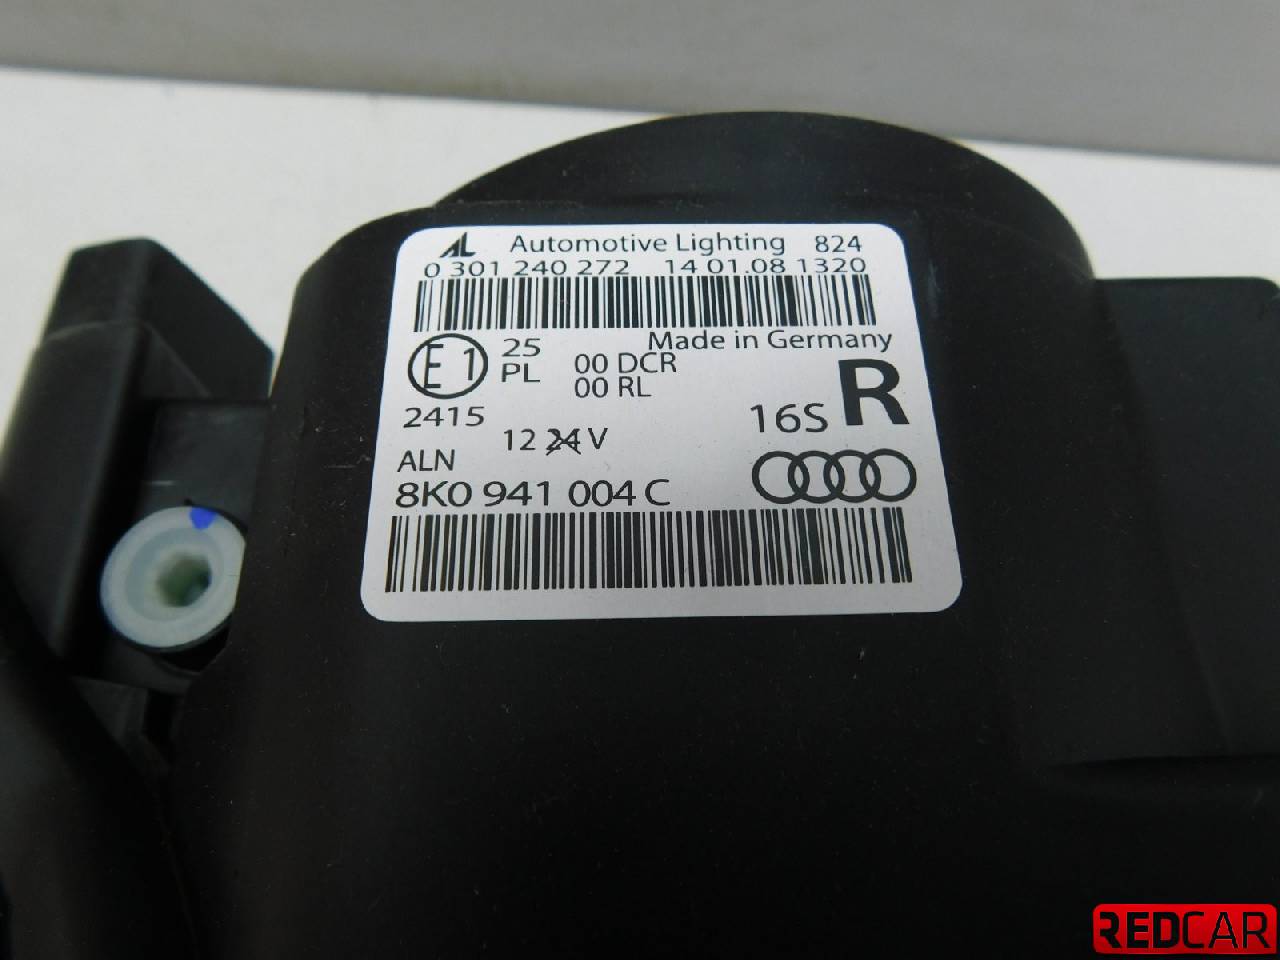 AL Automotive Lighting 824
0 301 240 272 14 01.08 1320
Made in Germany
E1 25 00 DCR
PL 00 RL
2415
16S R
12 24 V
ALN
8K0 941 004 C
REDCAR